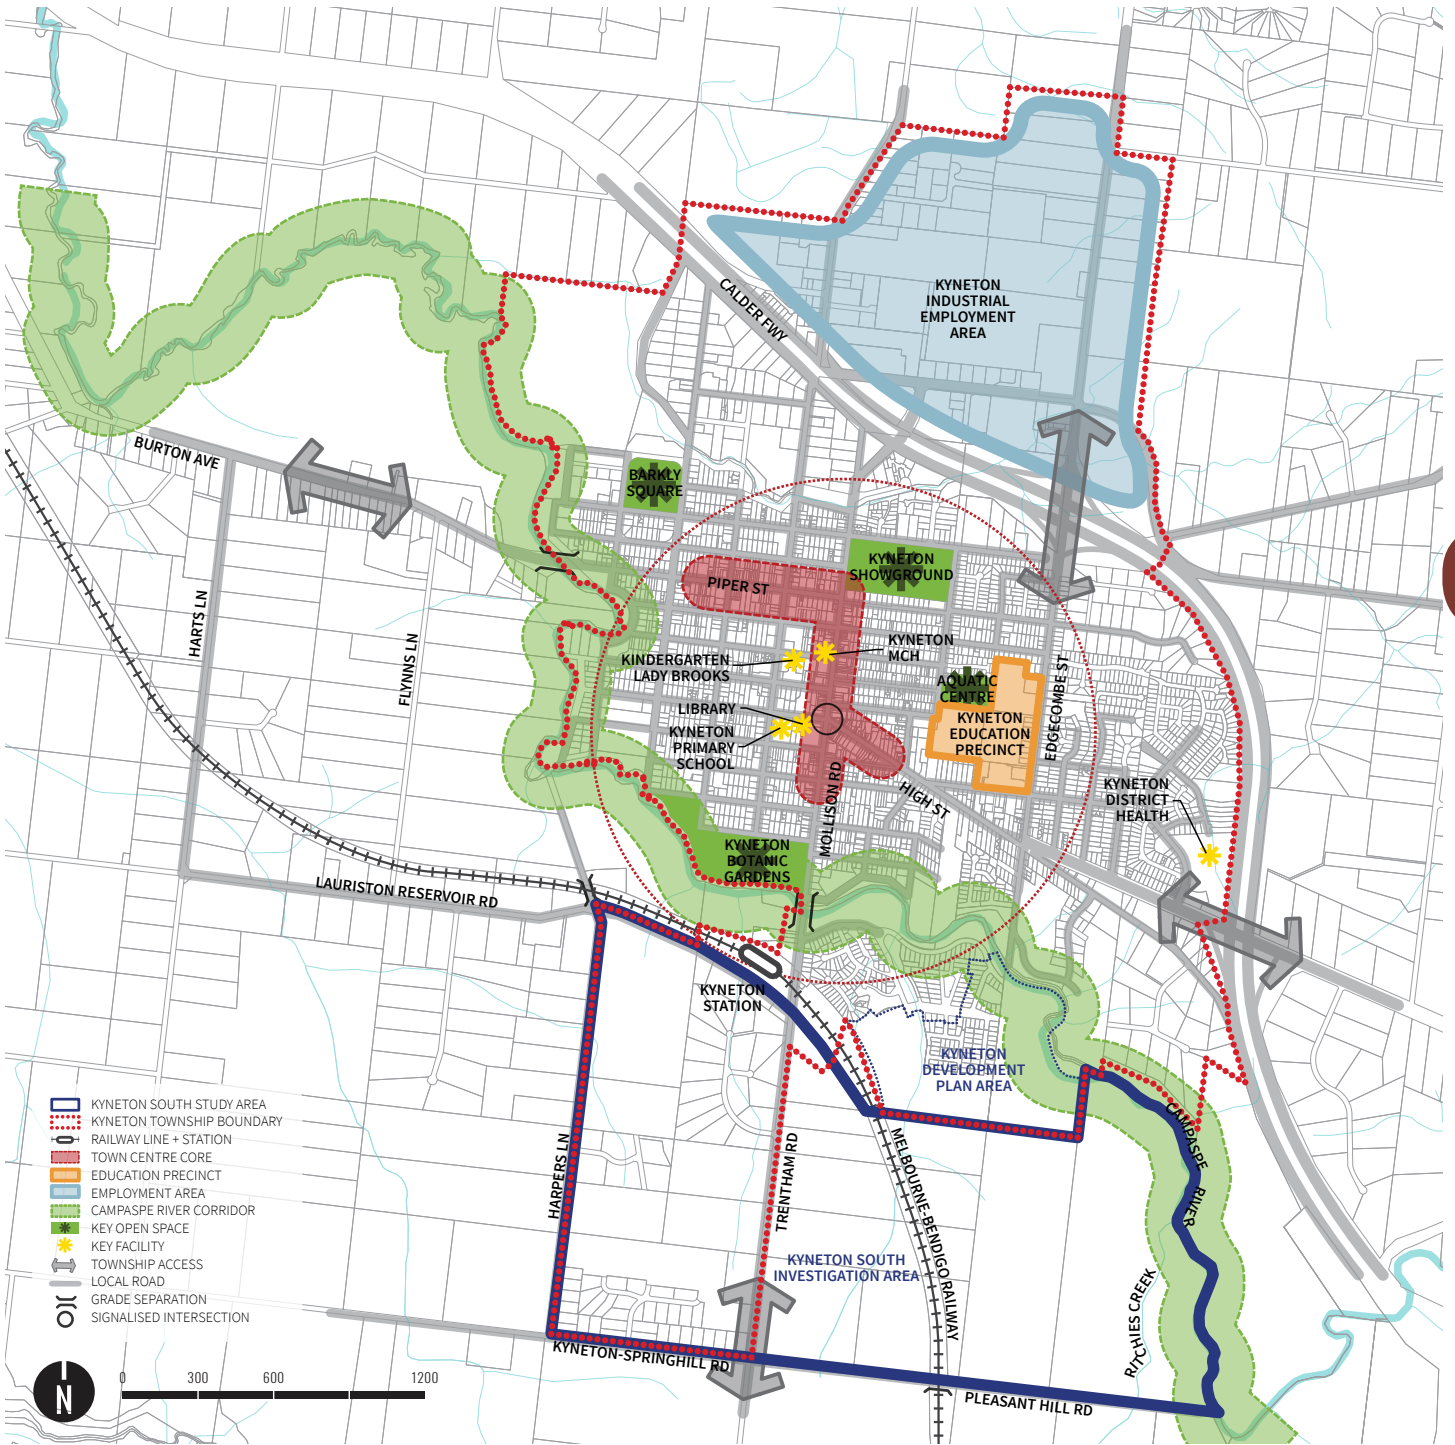 CALDER FWY
KYNETON
INDUSTRIAL
EMPLOYMENT
AREA
BURTON AVE
BARKLY
SQUARE
KYNETON
SHOWGROUND
PIPER ST
HARTS LN
FLYNNS LN
KINDERGARTEN
LADY BROOKS
KYNETON
MCH
AQUATIC
CENTRE
LIBRARY
KYNETON
PRIMARY
SCHOOL
KYNETON
EDUCATION
PRECINCT
EDGECOMBE ST
MOLLISON RD
HIGH ST
KYNETON
DISTRICT
HEALTH
KYNETON
BOTANIC
GARDENS
LAURISTON RESERVOIR RD
KYNETON
STATION
KYNETON
DEVELOPMENT
PLAN AREA
CAMPASPE RIVER
HARPERS LN
TRENTHAM RD
MELBOURNE-BENDIGO RAILWAY
KYNETON SOUTH
INVESTIGATION AREA
RITCHIES CREEK
KYNETON-SPRINGHILL RD
PLEASANT HILL RD
KYNETON SOUTH STUDY AREA
KYNETON TOWNSHIP BOUNDARY
RAILWAY LINE + STATION
TOWN CENTRE CORE
EDUCATION PRECINCT
EMPLOYMENT AREA
CAMPASPE RIVER CORRIDOR
KEY OPEN SPACE
KEY FACILITY
TOWNSHIP ACCESS
LOCAL ROAD
GRADE SEPARATION
SIGNALISED INTERSECTION
N
0 300 600 1200